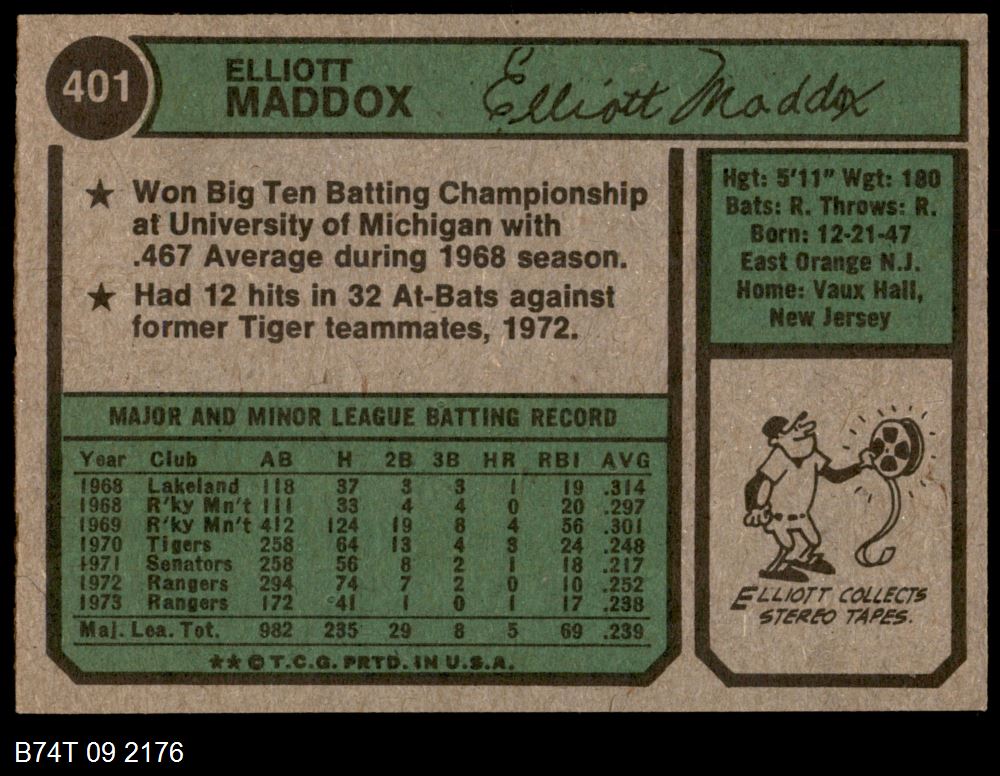 401
ELLIOTT
MADDOX
Elliott Maddox
★ Won Big Ten Batting Championship
at University of Michigan with
.467 Average during 1968 season.
★ Had 12 hits in 32 At-Bats against
former Tiger teammates, 1972.
Hgt: 5'11" Wgt: 180
Bats: R. Throws: R.
Born: 12-21-47
East Orange N.J.
Home: Vaux Hall,
New Jersey
MAJOR AND MINOR LEAGUE BATTING RECORD
Year Club AB H 2B 3B HR RBI AVG
1968 Lakeland 118 37 3 3 1 19 .314
1968 R'ky Mn't 111 33 4 4 0 20 .297
1969 R'ky Mn't 412 124 19 8 4 56 .301
1970 Tigers 258 64 13 4 3 24 .248
1971 Senators 258 56 8 2 1 18 .217
1972 Rangers 294 74 7 2 0 10 .252
1973 Rangers 172 41 1 0 1 17 .238
Maj. Lea. Tot. 982 235 29 8 5 69 .239
★★ © T.C.G. PRTD. IN U.S.A.
ELLIOTT COLLECTS
STEREO TAPES.
B74T 09 2176